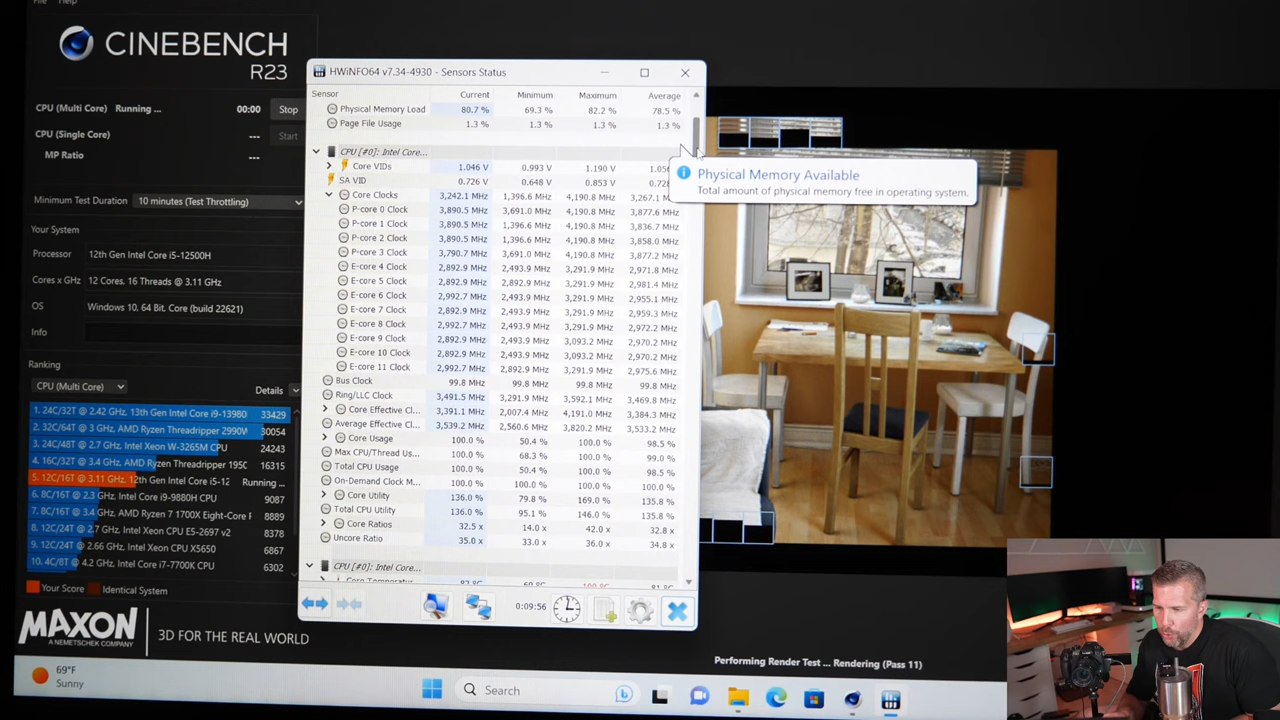 File Help
CINEBENCH
R23
CPU (Multi Core) Running ... 00:00 Stop
CPU (Single Core) --- Start
MP Ratio ---
Minimum Test Duration 10 minutes (Test Throttling)
Your System
Processor 12th Gen Intel Core i5-12500H
Cores x GHz 12 Cores, 16 Threads @ 3.11 GHz
OS Windows 10, 64 Bit, Core (build 22621)
Info
Ranking
CPU (Multi Core) Details
1. 24C/32T @ 2.42 GHz, 13th Gen Intel Core i9-13980 33429
2. 32C/64T @ 3 GHz, AMD Ryzen Threadripper 2990W 30054
3. 24C/48T @ 2.7 GHz, Intel Xeon W-3265M CPU 24243
4. 16C/32T @ 3.4 GHz, AMD Ryzen Threadripper 1950 16315
5. 12C/16T @ 3.11 GHz, 12th Gen Intel Core i5-12 Running ...
6. 8C/16T @ 2.3 GHz, Intel Core i9-9880H CPU 9087
7. 8C/16T @ 3.4 GHz, AMD Ryzen 7 1700X Eight-Core F 8889
8. 12C/24T @ 2.7 GHz, Intel Xeon CPU E5-2697 v2 8378
9. 12C/24T @ 2.66 GHz, Intel Xeon CPU X5650 6867
10. 4C/8T @ 4.2 GHz, Intel Core i7-7700K CPU 6302
Your Score Identical System
MAXON
A NEMETSCHEK COMPANY
3D FOR THE REAL WORLD
HWiNFO64 v7.34-4930 - Sensors Status
Sensor Current Minimum Maximum Average
Physical Memory Load 80.7 % 69.3 % 82.2 % 78.5 %
Page File Usage 1.3 % 1.3 % 1.3 % 1.3 %
CPU [#0]: Intel Core...
Core VIDs 1.046 V 0.993 V 1.190 V 1.05
SA VID 0.726 V 0.648 V 0.853 V 0.72
Core Clocks 3,242.1 MHz 1,396.6 MHz 4,190.8 MHz 3,267.1
P-core 0 Clock 3,890.5 MHz 3,691.0 MHz 4,190.8 MHz 3,877.6
P-core 1 Clock 3,890.5 MHz 1,396.6 MHz 4,190.8 MHz 3,836.7 MHz
P-core 2 Clock 3,890.5 MHz 1,396.6 MHz 4,190.8 MHz 3,858.0 MHz
P-core 3 Clock 3,790.7 MHz 3,691.0 MHz 4,190.8 MHz 3,877.2 MHz
E-core 4 Clock 2,892.9 MHz 2,493.9 MHz 3,291.9 MHz 2,971.8 MHz
E-core 5 Clock 2,892.9 MHz 2,892.9 MHz 3,291.9 MHz 2,981.4 MHz
E-core 6 Clock 2,992.7 MHz 2,493.9 MHz 3,291.9 MHz 2,955.1 MHz
E-core 7 Clock 2,892.9 MHz 2,493.9 MHz 3,291.9 MHz 2,959.3 MHz
E-core 8 Clock 2,992.7 MHz 2,493.9 MHz 3,291.9 MHz 2,972.2 MHz
E-core 9 Clock 2,892.9 MHz 2,493.9 MHz 3,093.2 MHz 2,970.2 MHz
E-core 10 Clock 2,892.9 MHz 2,493.9 MHz 3,093.2 MHz 2,970.2 MHz
E-core 11 Clock 2,992.7 MHz 2,892.9 MHz 3,291.9 MHz 2,975.6 MHz
Bus Clock 99.8 MHz 99.8 MHz 99.8 MHz 99.8 MHz
Ring/LLC Clock 3,491.5 MHz 3,291.9 MHz 3,592.1 MHz 3,469.8 MHz
Core Effective Cl... 3,391.1 MHz 2,007.4 MHz 4,191.0 MHz 3,384.3 MHz
Average Effective Cl... 3,539.2 MHz 2,560.6 MHz 3,820.2 MHz 3,533.2 MHz
Core Usage 100.0 % 50.4 % 100.0 % 98.5 %
Max CPU/Thread Us... 100.0 % 68.3 % 100.0 % 99.0 %
Total CPU Usage 100.0 % 50.4 % 100.0 % 98.5 %
On-Demand Clock M... 100.0 % 100.0 % 100.0 % 100.0 %
Core Utility 136.0 % 79.8 % 169.0 % 135.8 %
Total CPU Utility 136.0 % 95.1 % 146.0 % 135.8 %
Core Ratios 32.5 x 14.0 x 42.0 x 32.8 x
Uncore Ratio 35.0 x 33.0 x 36.0 x 34.8 x
CPU [#0]: Intel Core...
0:09:56
Physical Memory Available
Total amount of physical memory free in operating system.
Performing Render Test ... Rendering (Pass 11)
69°F
Sunny
Search